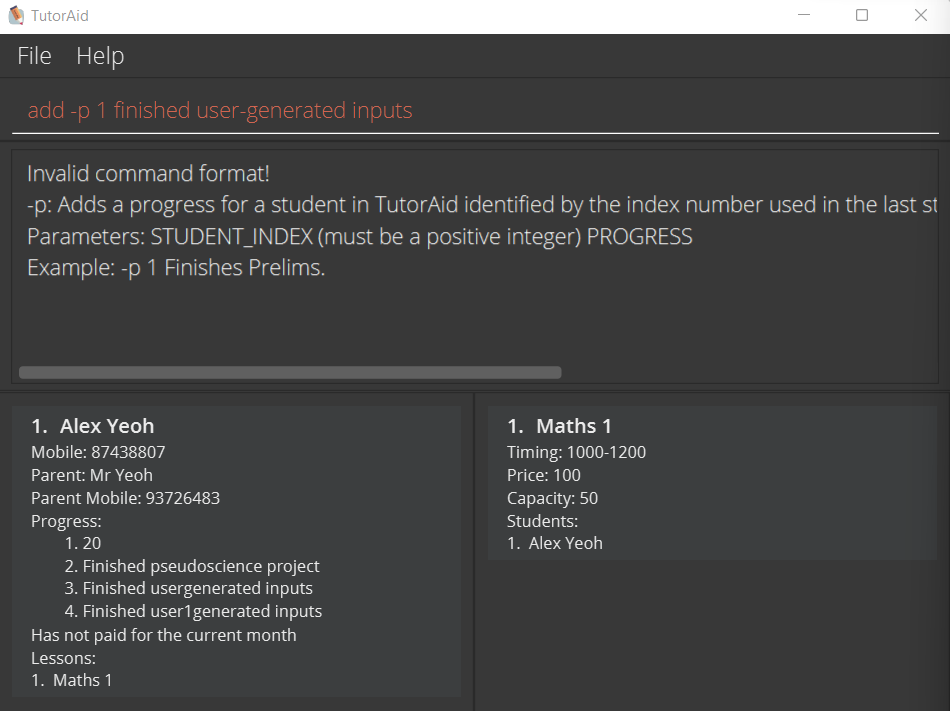 TutorAid
File Help
add -p 1 finished user-generated inputs
Invalid command format!
-p: Adds a progress for a student in TutorAid identified by the index number used in the last st
Parameters: STUDENT_INDEX (must be a positive integer) PROGRESS
Example: -p 1 Finishes Prelims.
1. Alex Yeoh
Mobile: 87438807
Parent: Mr Yeoh
Parent Mobile: 93726483
Progress:
1. 20
2. Finished pseudoscience project
3. Finished usergenerated inputs
4. Finished user1generated inputs
Has not paid for the current month
Lessons:
1. Maths 1
1. Maths 1
Timing: 1000-1200
Price: 100
Capacity: 50
Students:
1. Alex Yeoh